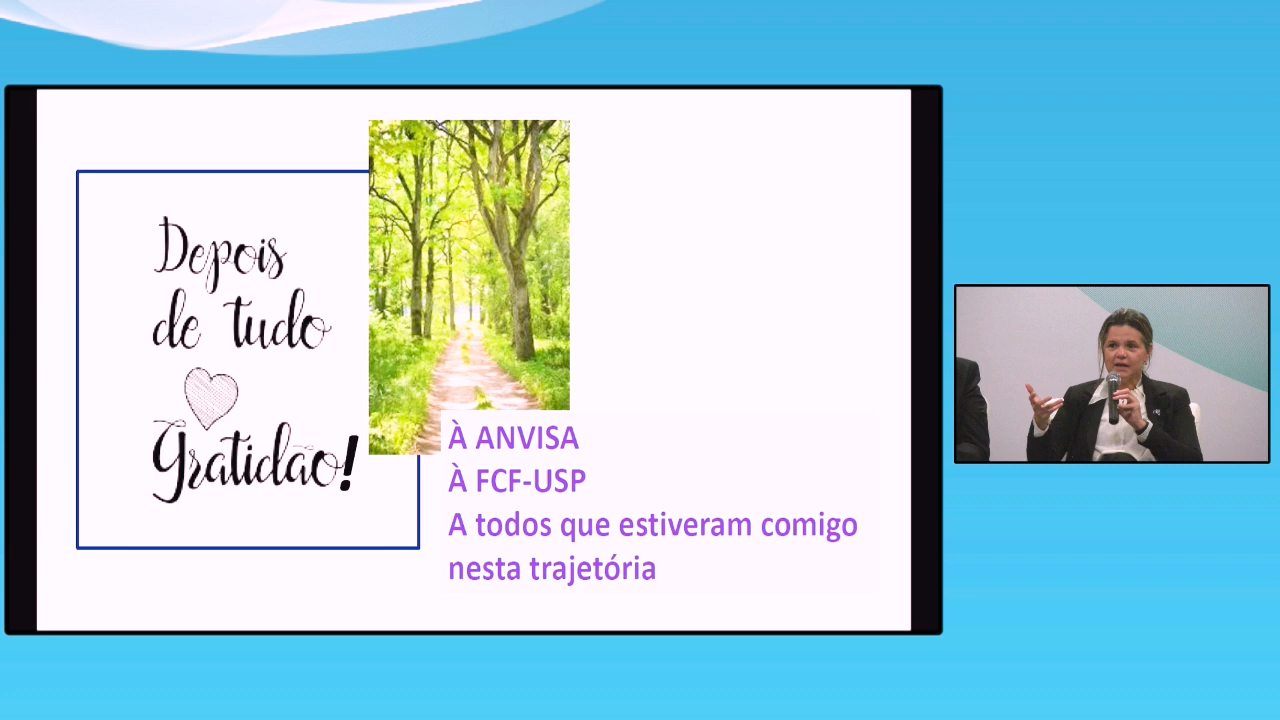 Depois
de tudo
Gratidão!
À ANVISA
À FCF-USP
A todos que estiveram comigo
nesta trajetória